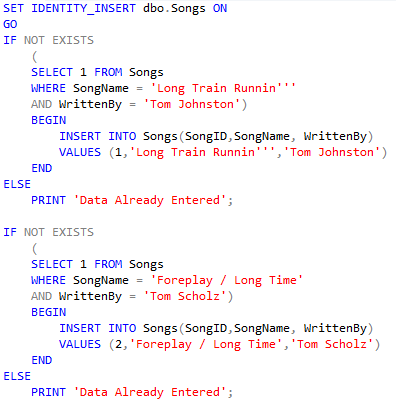 SET IDENTITY_INSERT dbo.Songs ON
GO
IF NOT EXISTS
(
SELECT 1 FROM Songs
WHERE SongName = 'Long Train Runnin'''
AND WrittenBy = 'Tom Johnston')
BEGIN
INSERT INTO Songs(SongID,SongName, WrittenBy)
VALUES (1,'Long Train Runnin''','Tom Johnston')
END
ELSE
PRINT 'Data Already Entered';
IF NOT EXISTS
(
SELECT 1 FROM Songs
WHERE SongName = 'Foreplay / Long Time'
AND WrittenBy = 'Tom Scholz')
BEGIN
INSERT INTO Songs(SongID,SongName, WrittenBy)
VALUES (2,'Foreplay / Long Time','Tom Scholz')
END
ELSE
PRINT 'Data Already Entered';